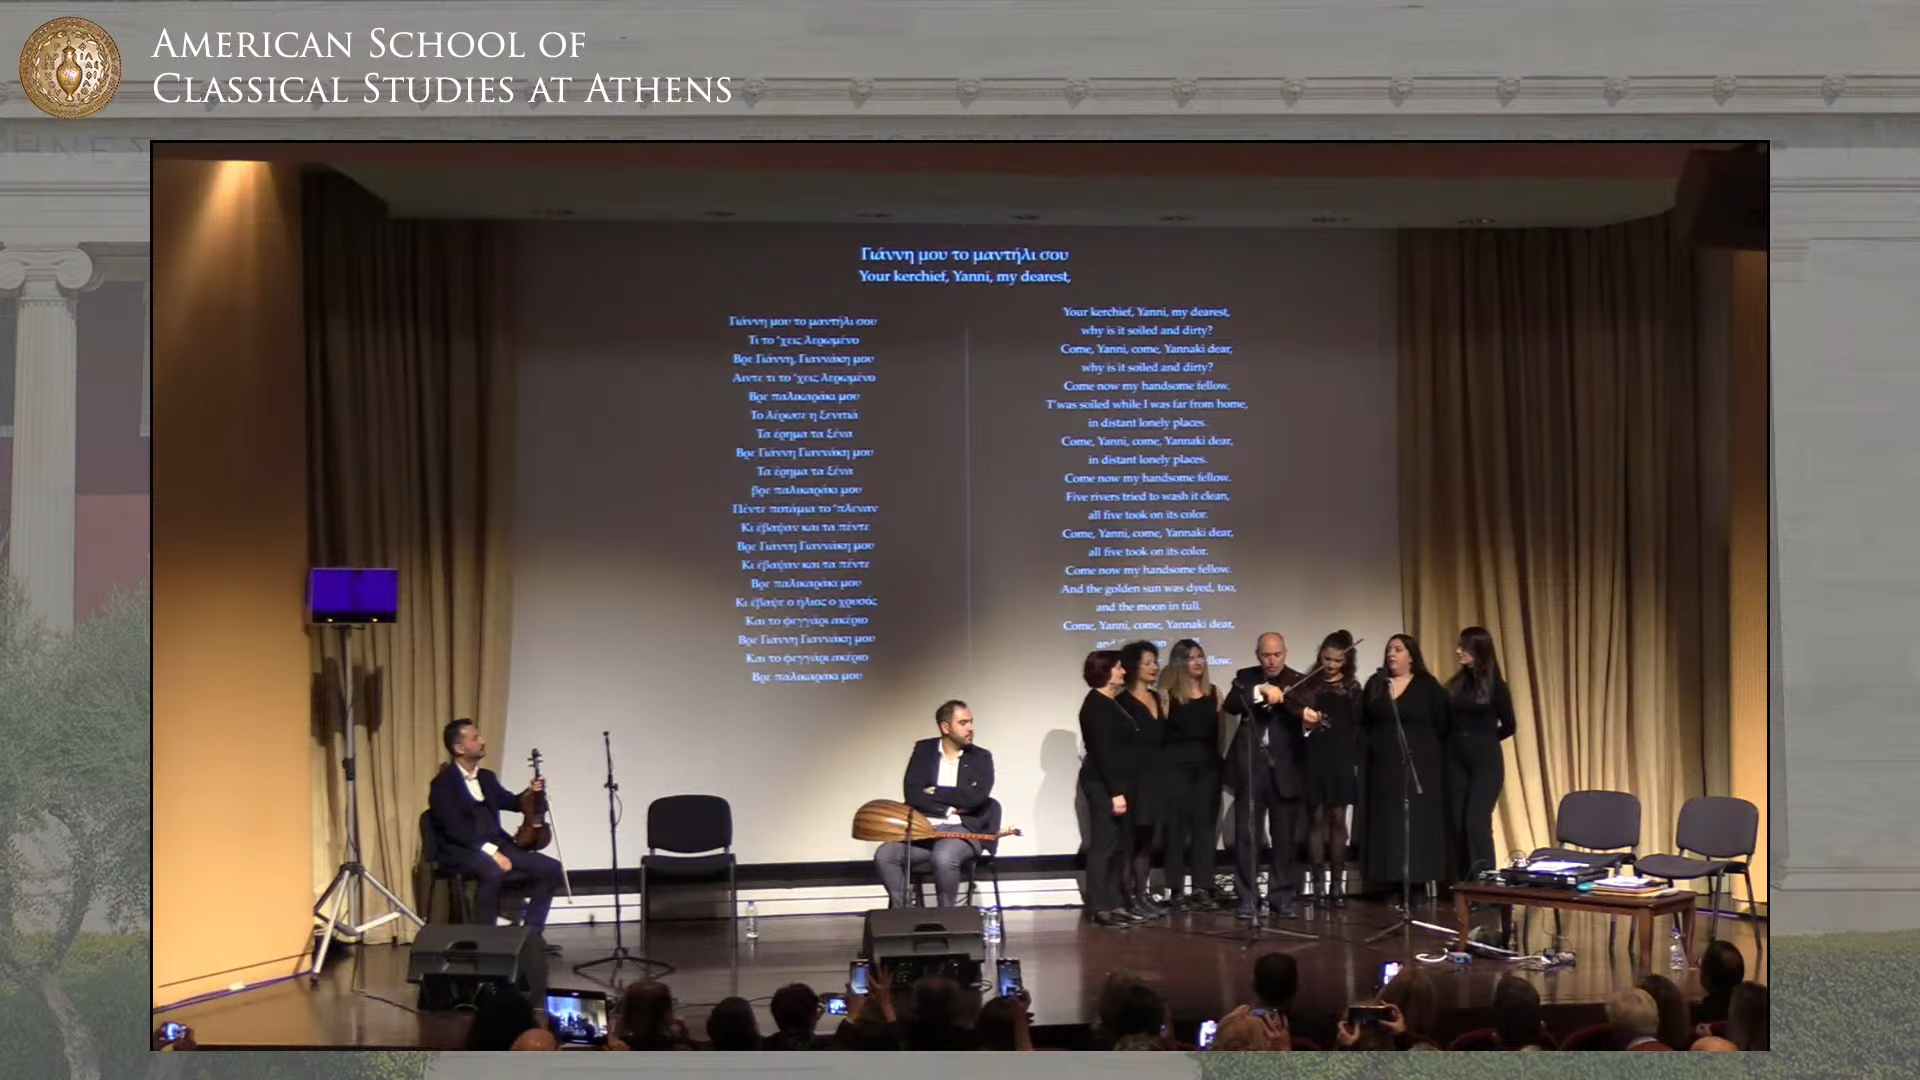 AMERICAN SCHOOL OF
CLASSICAL STUDIES AT ATHENS
Γιάννη μου το μαντήλι σου
Your kerchief, Yanni, my dearest,
Γιάννη μου το μαντήλι σου
Τι το ‘χεις λερωμένο
Βρε Γιάννη, Γιαννάκη μου
Αιντε τι το ‘χεις λερωμένο
Βρε παλικαράκι μου
Το λέρωσε η ξενιτιά
Τα έρημα τα ξένα
Βρε Γιάννη Γιαννάκη μου
Τα έρημα τα ξένα
βρε παλικαράκι μου
Πέντε ποτάμια το ‘πλεναν
Κι έβαψαν και τα πέντε
Βρε Γιάννη Γιαννάκη μου
Κι έβαψαν και τα πέντε
Βρε παλικαράκι μου
Κι έβαψε ο ήλιος ο χρυσός
Και το φεγγάρι ακέριο
Βρε Γιάννη Γιαννάκη μου
Και το φεγγάρι ακέριο
Βρε παλικαράκι μου
Your kerchief, Yanni, my dearest,
why is it soiled and dirty?
Come, Yanni, come, Yannaki dear,
why is it soiled and dirty?
Come now my handsome fellow.
T'was soiled while I was far from home,
in distant lonely places.
Come, Yanni, come, Yannaki dear,
in distant lonely places.
Come now my handsome fellow.
Five rivers tried to wash it clean,
all five took on its color.
Come, Yanni, come, Yannaki dear,
all five took on its color.
Come now my handsome fellow.
And the golden sun was dyed, too,
and the moon in full.
Come, Yanni, come, Yannaki dear,